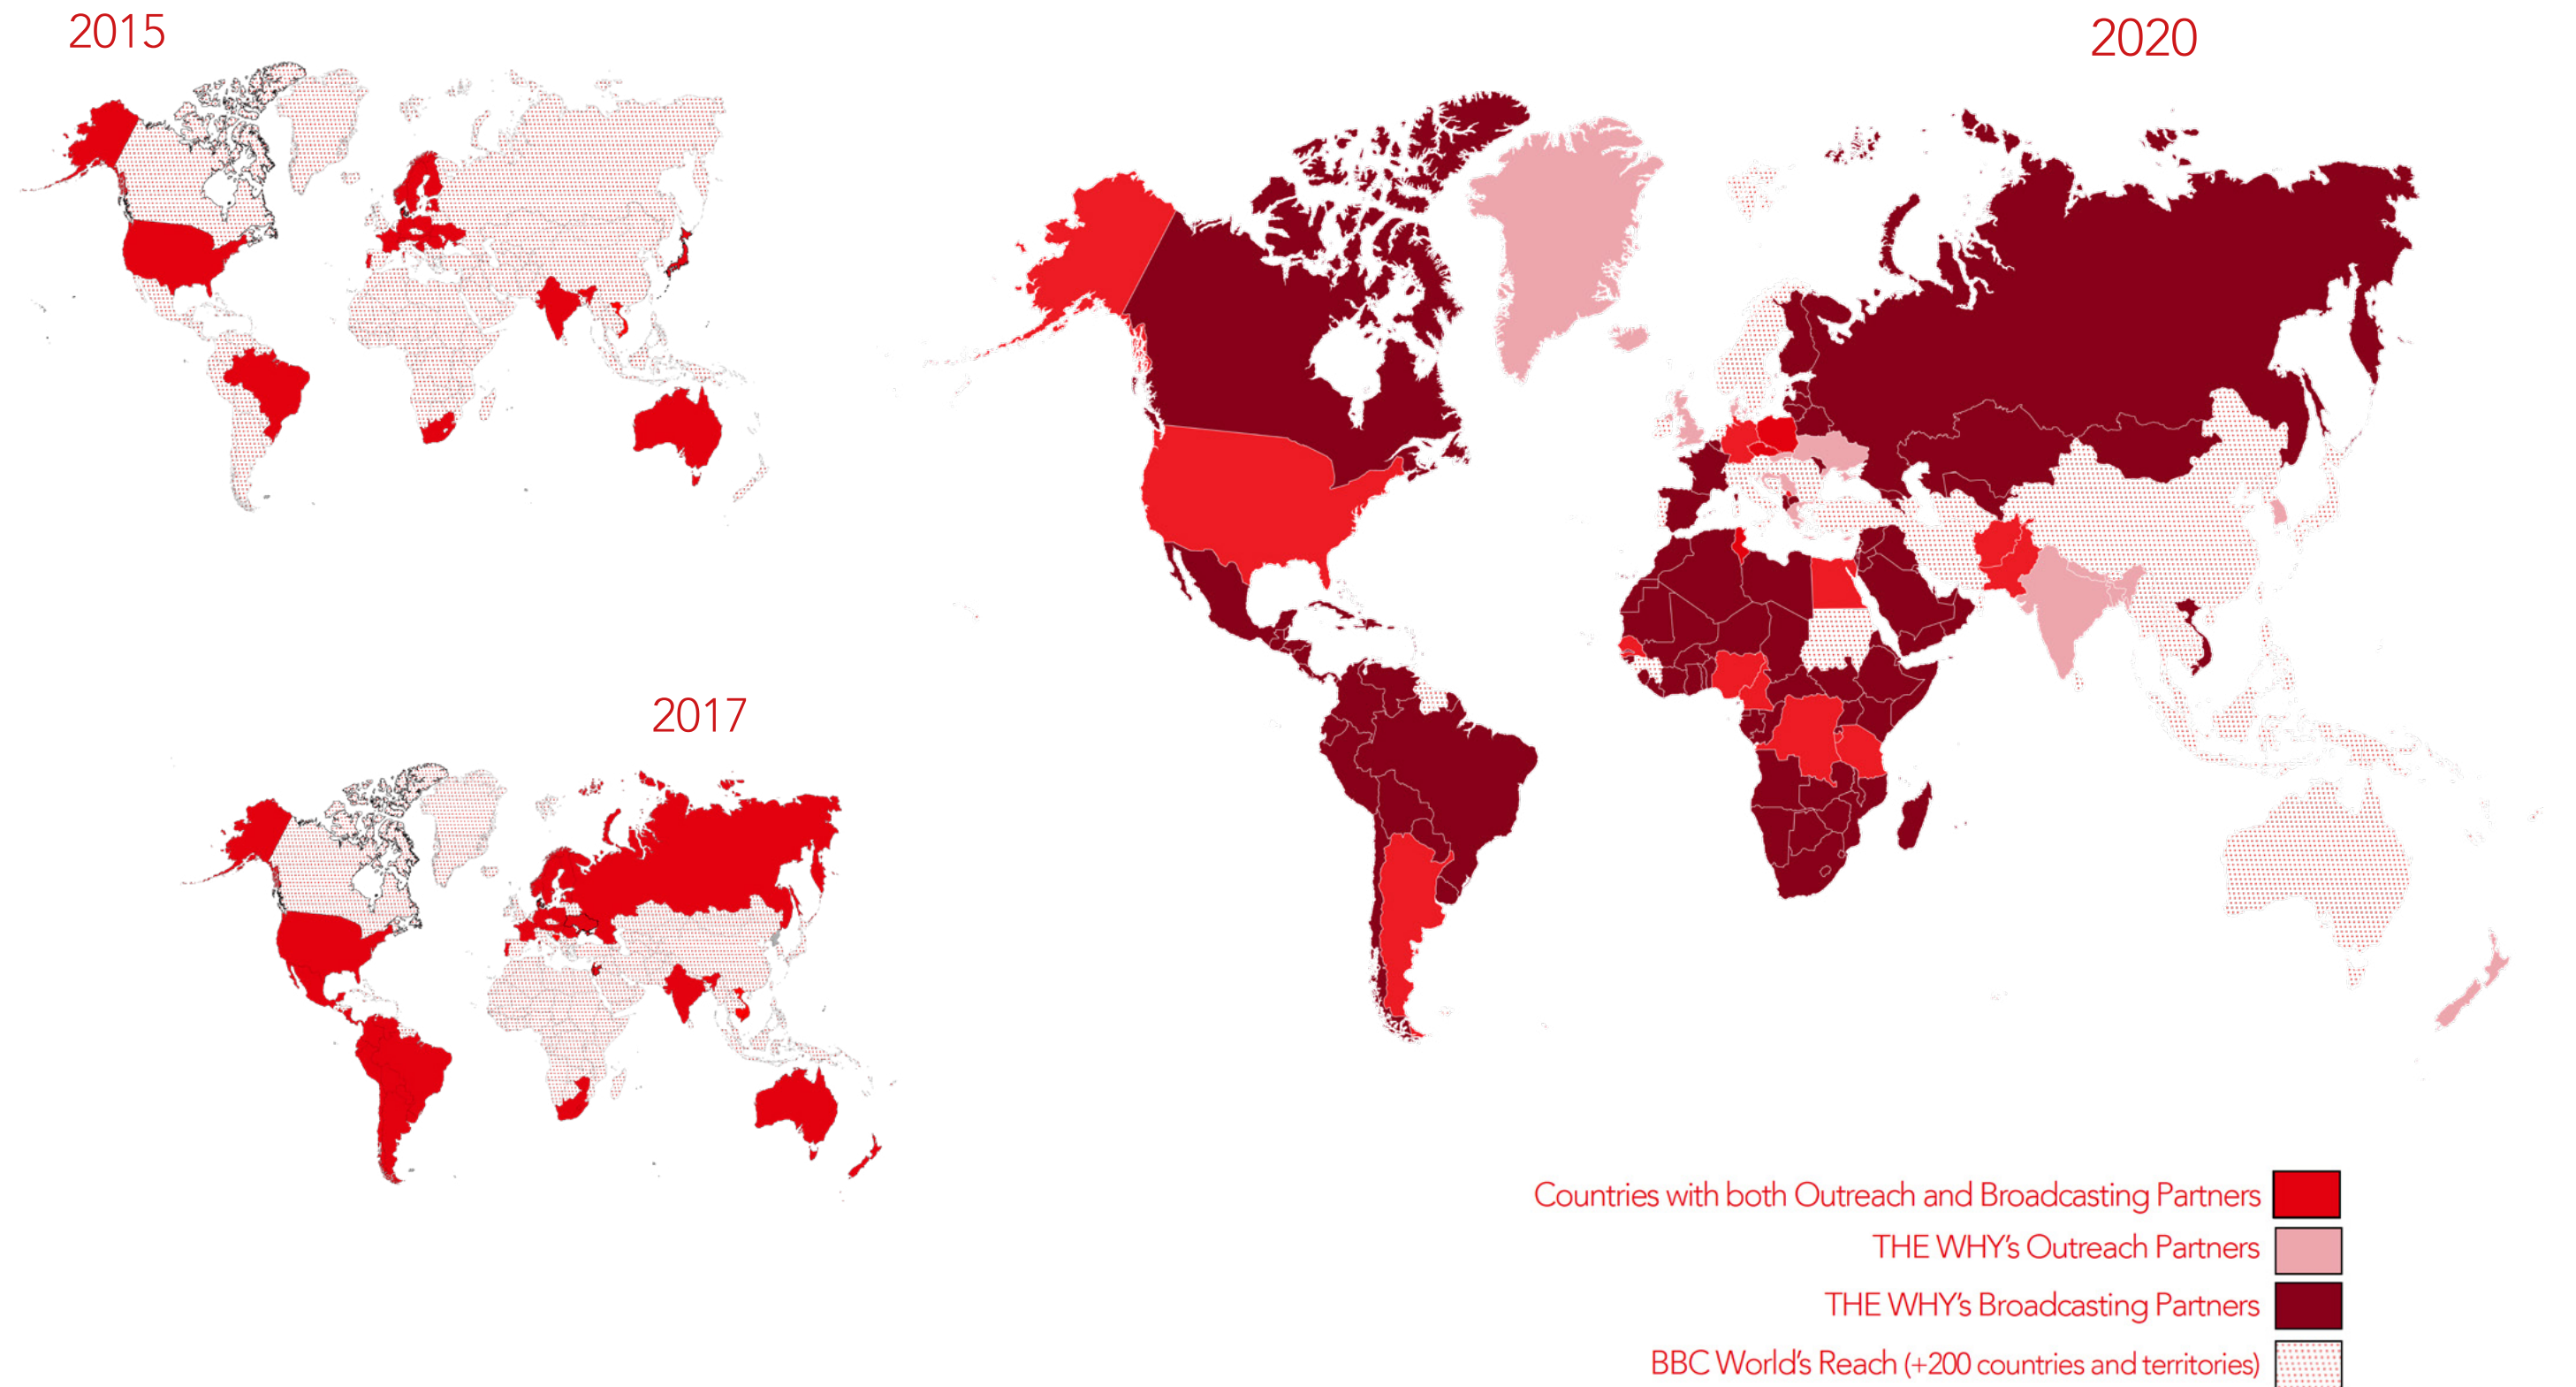 2015
2020
2017
Countries with both Outreach and Broadcasting Partners
THE WHY's Outreach Partners
THE WHY's Broadcasting Partners
BBC World's Reach (+200 countries and territories)